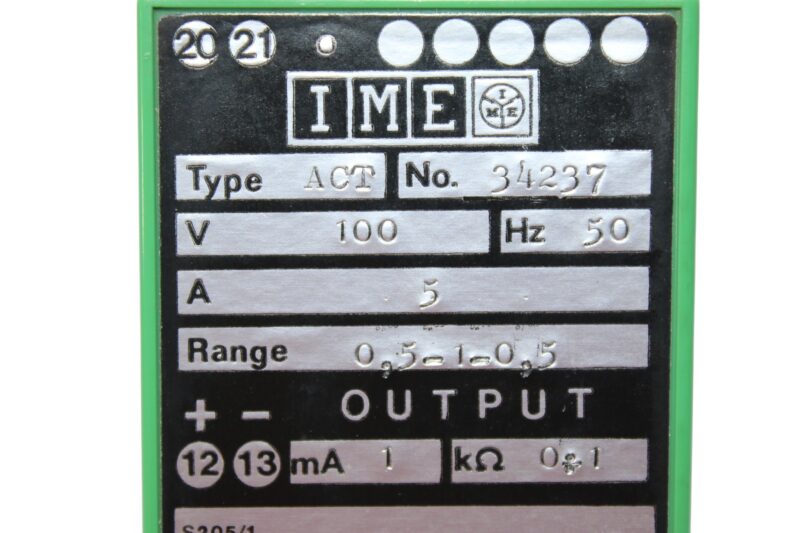 20 21
IME IME
Type ACT No. 34237
V 100 Hz 50
A 5
Range 0,5-1-0,5
+ - OUTPUT
12 13 mA 1 kΩ 0,1